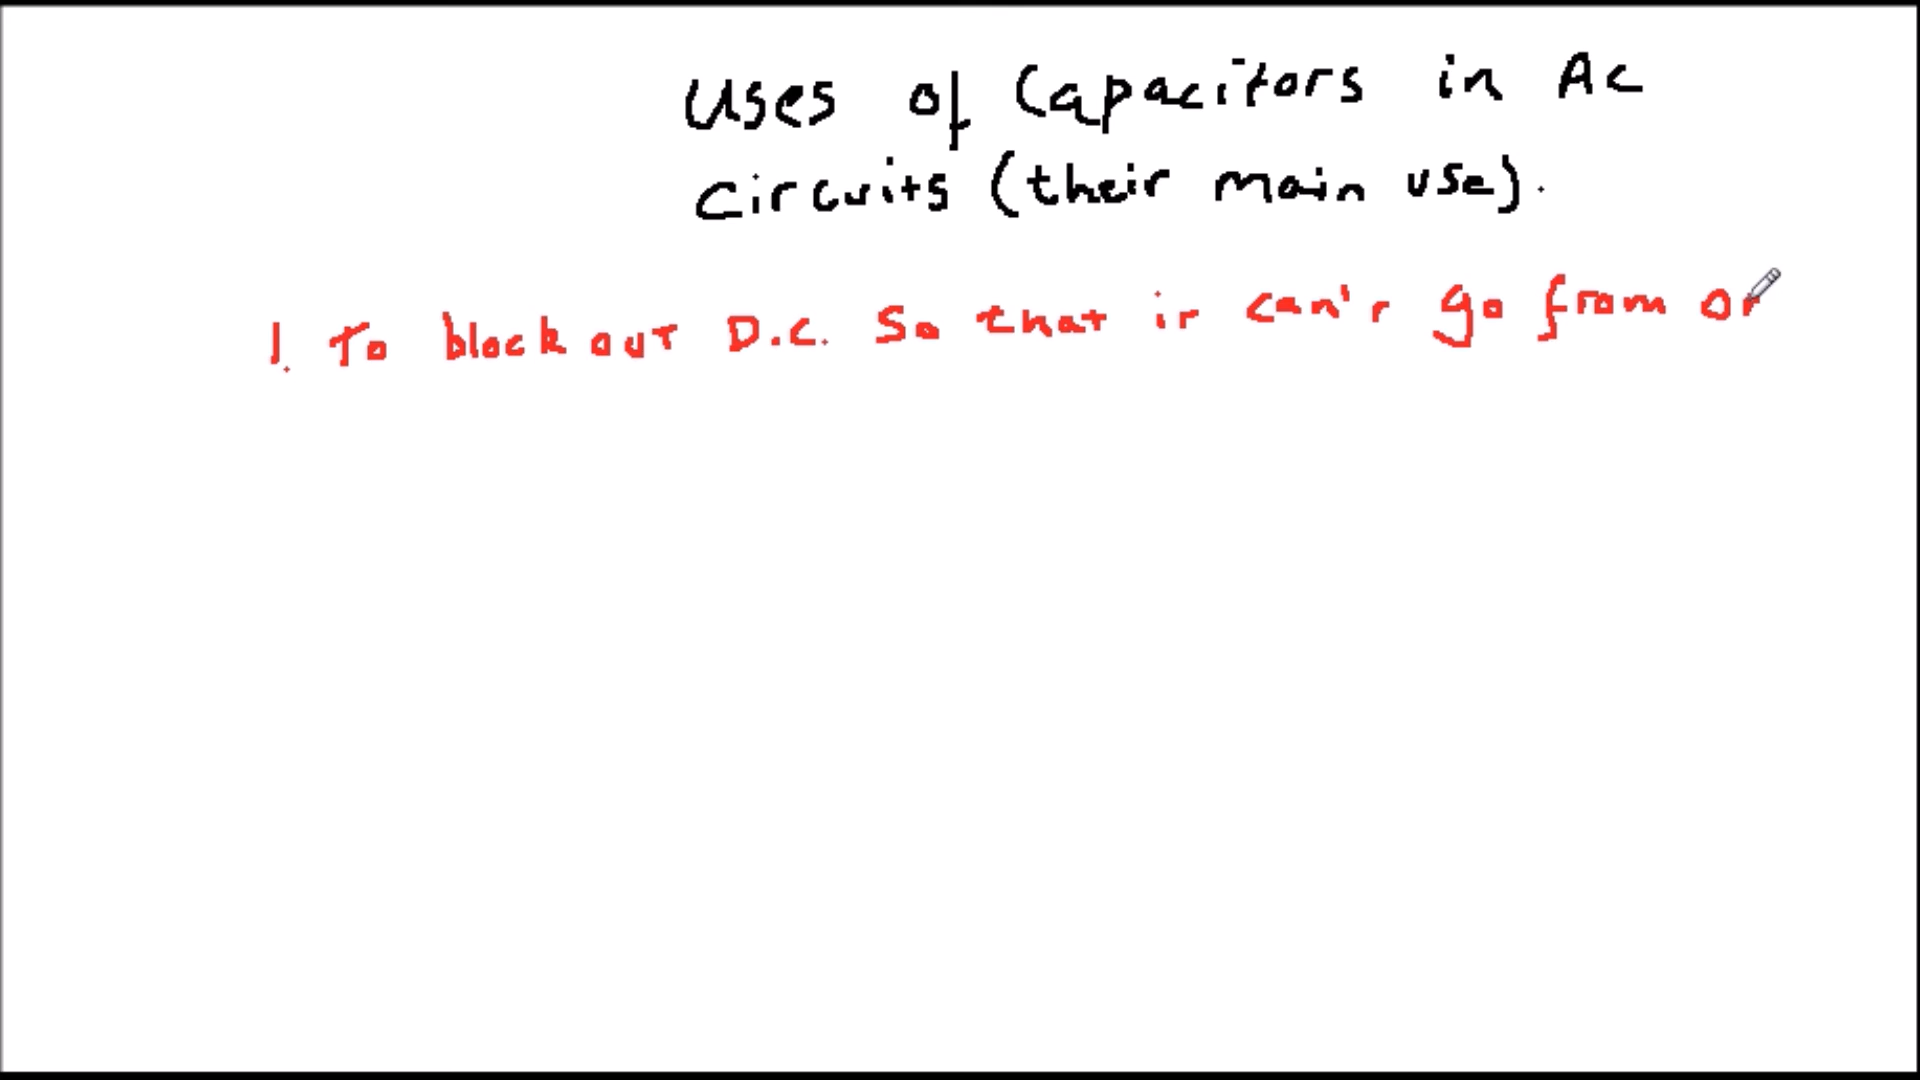 Uses of Capacitors in AC
circuits (their main use).
1. To block out D.C. So that it can't go from